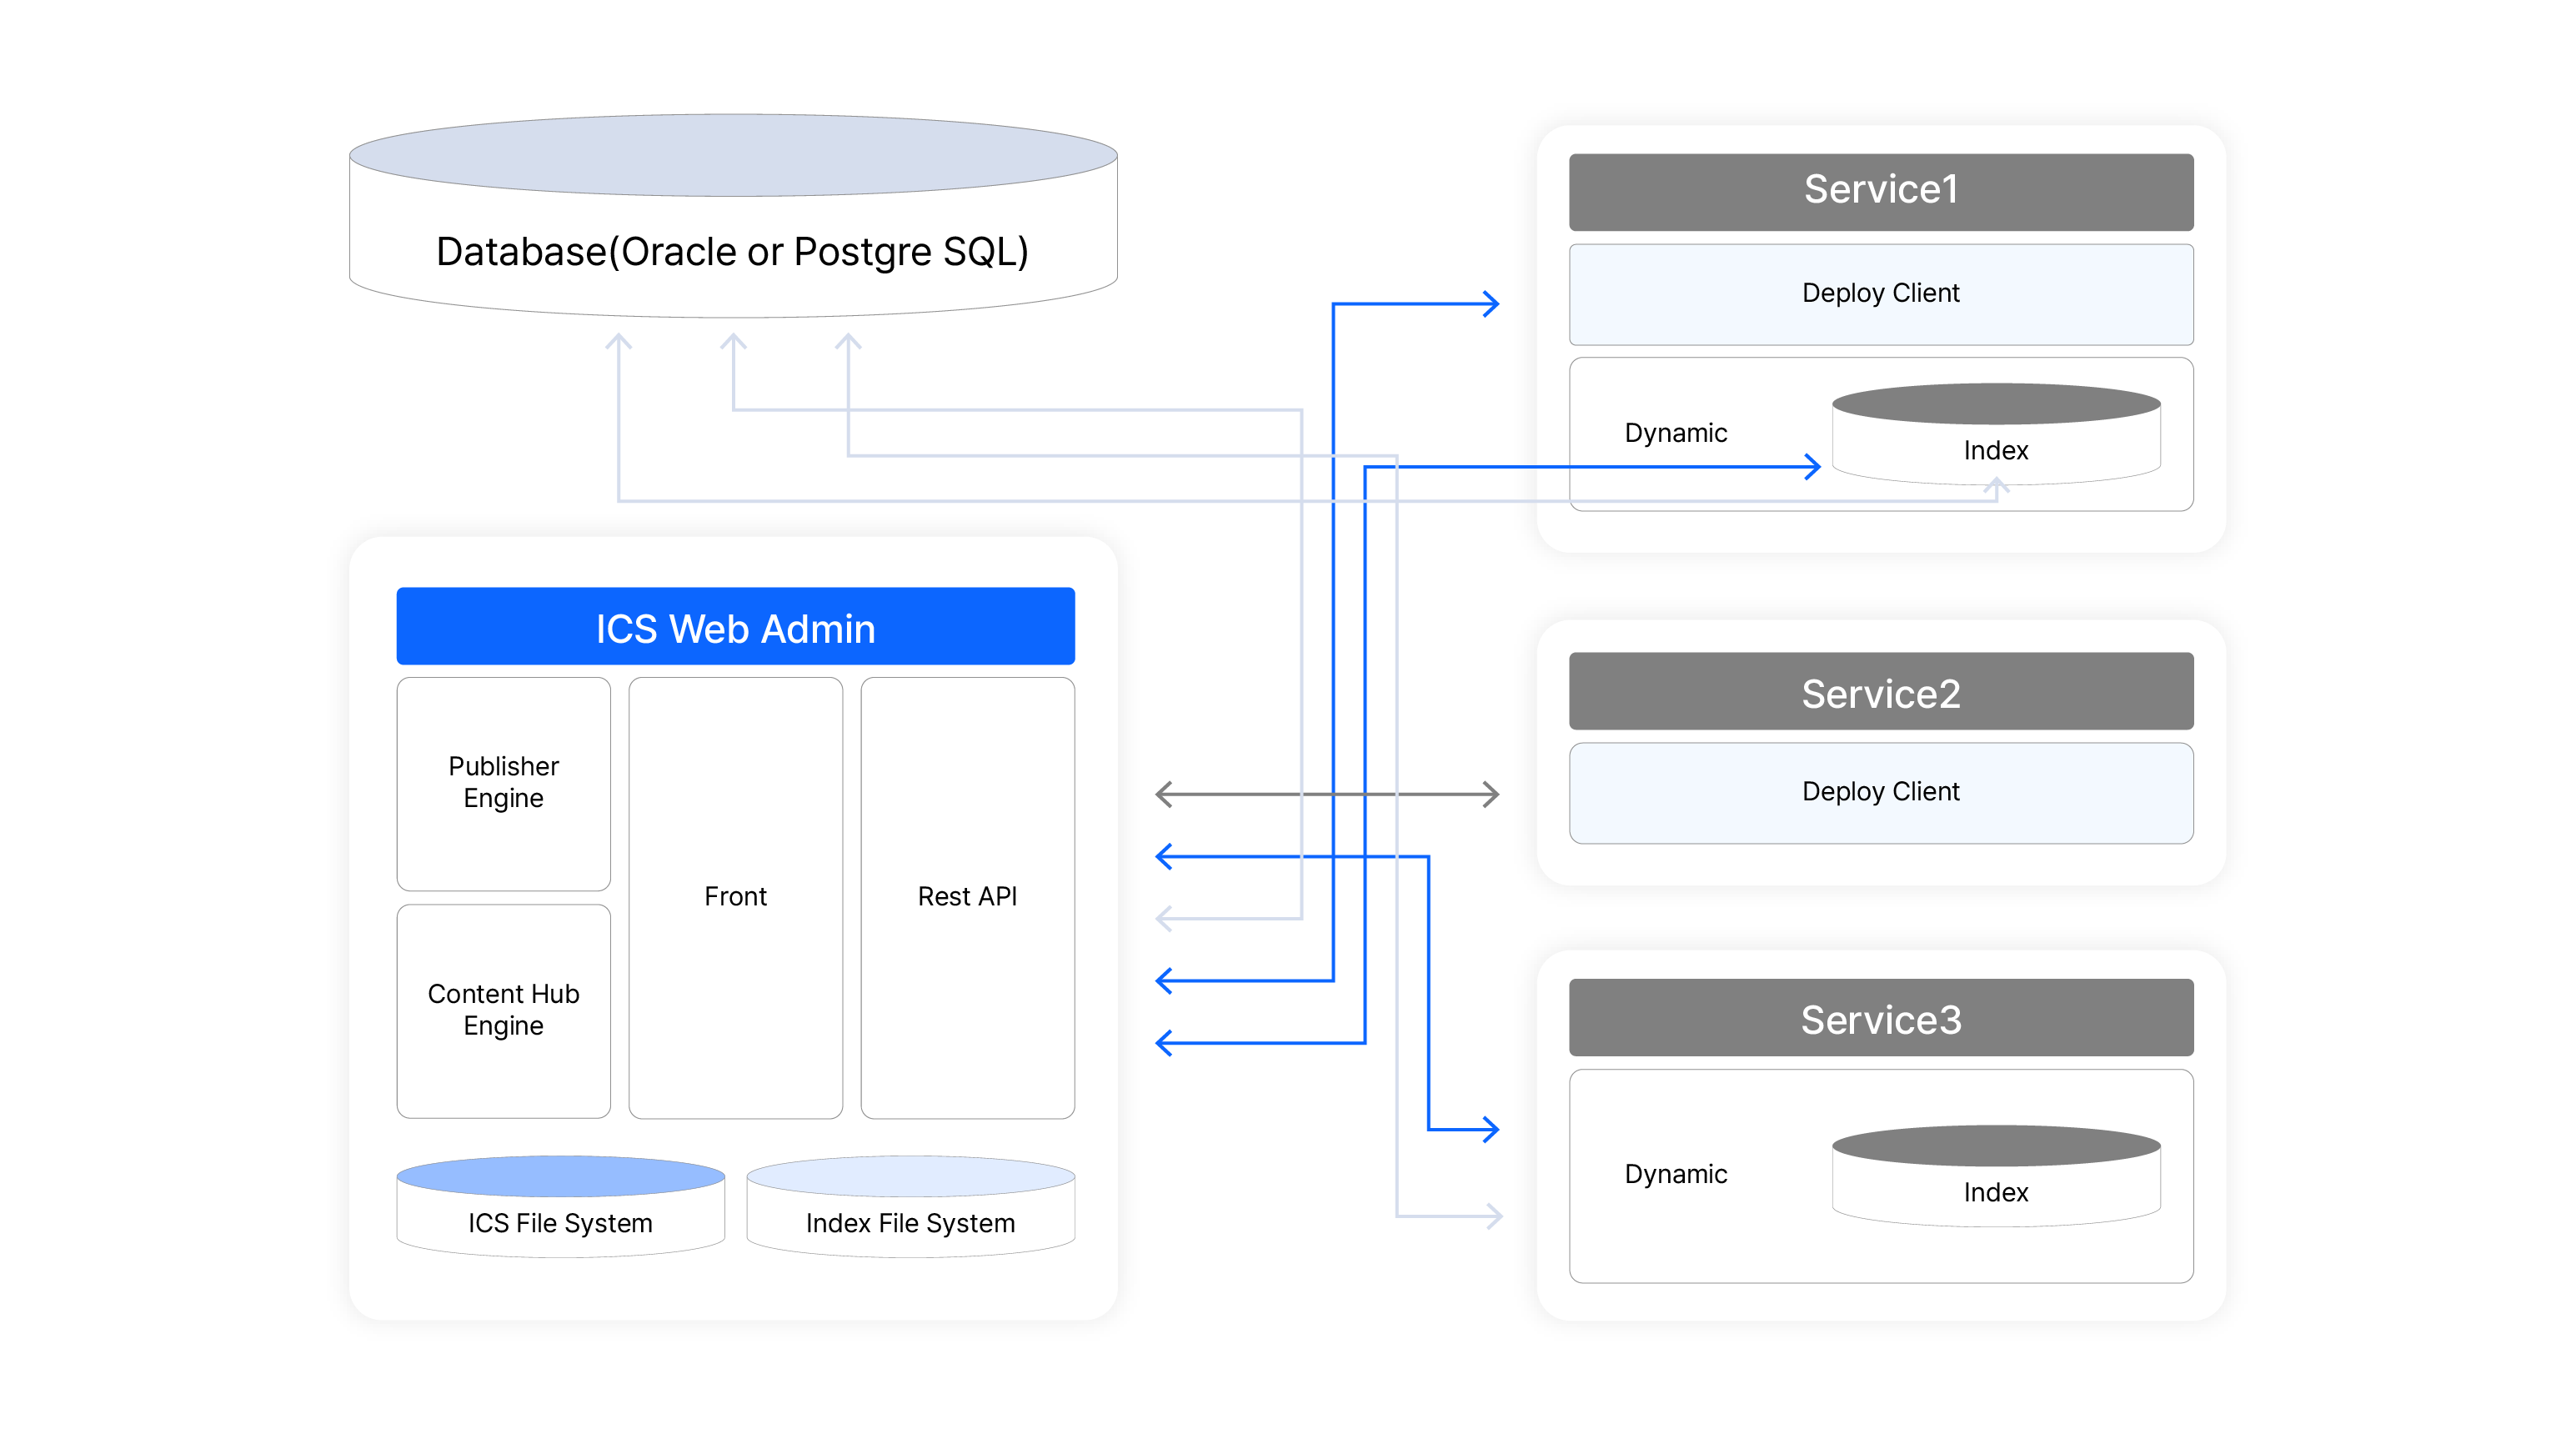 Database(Oracle or Postgre SQL)
ICS Web Admin
Publisher
Engine
Content Hub
Engine
Front
Rest API
ICS File System
Index File System
Service1
Deploy Client
Dynamic
Index
Service2
Deploy Client
Service3
Dynamic
Index